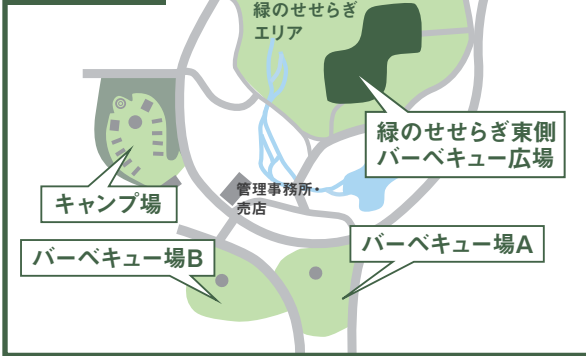 緑のせせらぎ
エリア
緑のせせらぎ東側
バーベキュー広場
管理事務所・
売店
キャンプ場
バーベキュー場A
バーベキュー場B